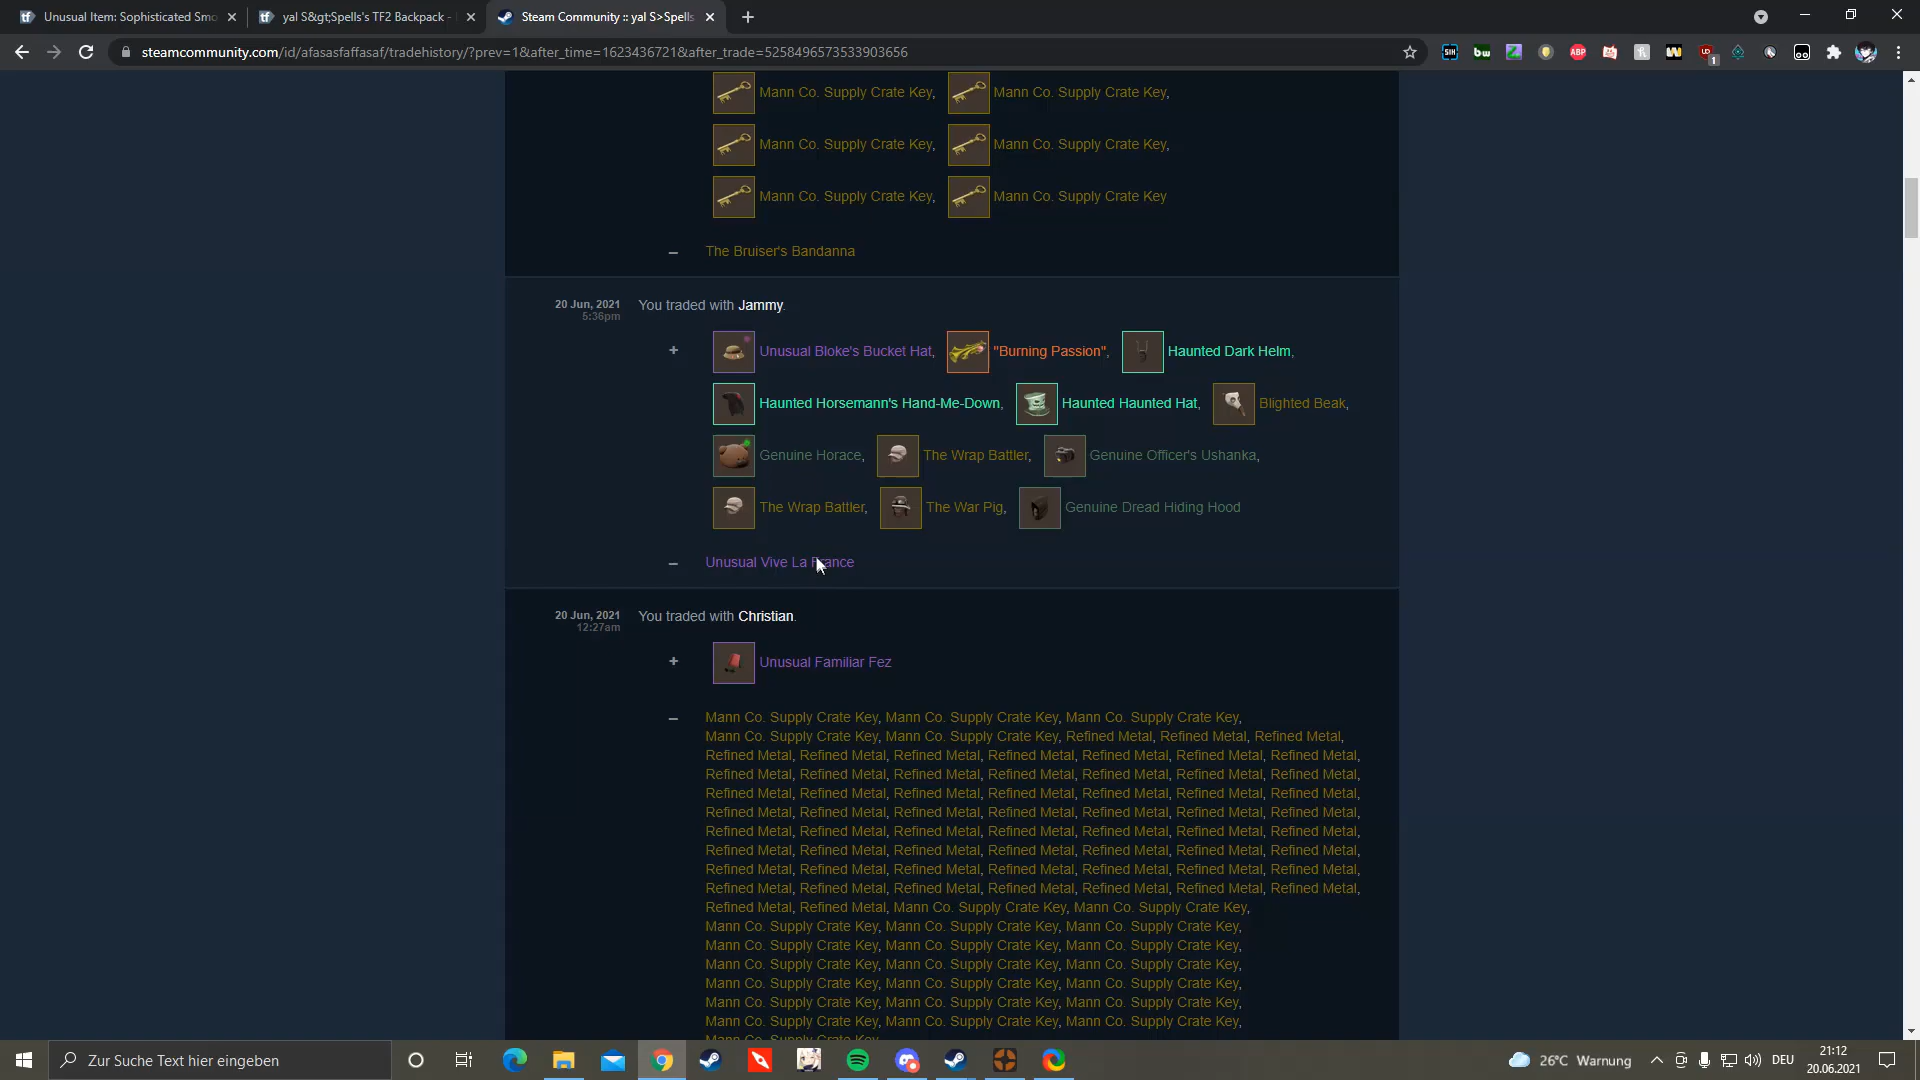 Unusual Item: Sophisticated Smo
yal S&gt;Spells's TF2 Backpack -
Steam Community :: yal S>Spells
steamcommunity.com/id/afasasfaffasaf/tradehistory/?prev=1&after_time=1623436721&after_trade=5258496573533903656
Mann Co. Supply Crate Key, Mann Co. Supply Crate Key,
Mann Co. Supply Crate Key, Mann Co. Supply Crate Key,
Mann Co. Supply Crate Key, Mann Co. Supply Crate Key
– The Bruiser's Bandanna
20 Jun, 2021 You traded with Jammy.
5:36pm
+ Unusual Bloke's Bucket Hat, "Burning Passion", Haunted Dark Helm,
Haunted Horsemann's Hand-Me-Down, Haunted Haunted Hat, Blighted Beak,
Genuine Horace, The Wrap Battler, Genuine Officer's Ushanka,
The Wrap Battler, The War Pig, Genuine Dread Hiding Hood
– Unusual Vive La France
20 Jun, 2021 You traded with Christian.
12:27am
+ Unusual Familiar Fez
– Mann Co. Supply Crate Key, Mann Co. Supply Crate Key, Mann Co. Supply Crate Key,
Mann Co. Supply Crate Key, Mann Co. Supply Crate Key, Refined Metal, Refined Metal, Refined Metal,
Refined Metal, Refined Metal, Refined Metal, Refined Metal, Refined Metal, Refined Metal, Refined Metal,
Refined Metal, Refined Metal, Refined Metal, Refined Metal, Refined Metal, Refined Metal, Refined Metal,
Refined Metal, Refined Metal, Refined Metal, Refined Metal, Refined Metal, Refined Metal, Refined Metal,
Refined Metal, Refined Metal, Refined Metal, Refined Metal, Refined Metal, Refined Metal, Refined Metal,
Refined Metal, Refined Metal, Refined Metal, Refined Metal, Refined Metal, Refined Metal, Refined Metal,
Refined Metal, Refined Metal, Refined Metal, Refined Metal, Refined Metal, Refined Metal, Refined Metal,
Refined Metal, Refined Metal, Refined Metal, Refined Metal, Refined Metal, Refined Metal, Refined Metal,
Refined Metal, Refined Metal, Refined Metal, Refined Metal, Refined Metal, Refined Metal, Refined Metal,
Refined Metal, Refined Metal, Mann Co. Supply Crate Key, Mann Co. Supply Crate Key,
Mann Co. Supply Crate Key, Mann Co. Supply Crate Key, Mann Co. Supply Crate Key,
Mann Co. Supply Crate Key, Mann Co. Supply Crate Key, Mann Co. Supply Crate Key,
Mann Co. Supply Crate Key, Mann Co. Supply Crate Key, Mann Co. Supply Crate Key,
Mann Co. Supply Crate Key, Mann Co. Supply Crate Key, Mann Co. Supply Crate Key,
Mann Co. Supply Crate Key, Mann Co. Supply Crate Key, Mann Co. Supply Crate Key,
Mann Co. Supply Crate Key, Mann Co. Supply Crate Key, Mann Co. Supply Crate Key,
Zur Suche Text hier eingeben
26°C Warnung
DEU
21:12
20.06.2021